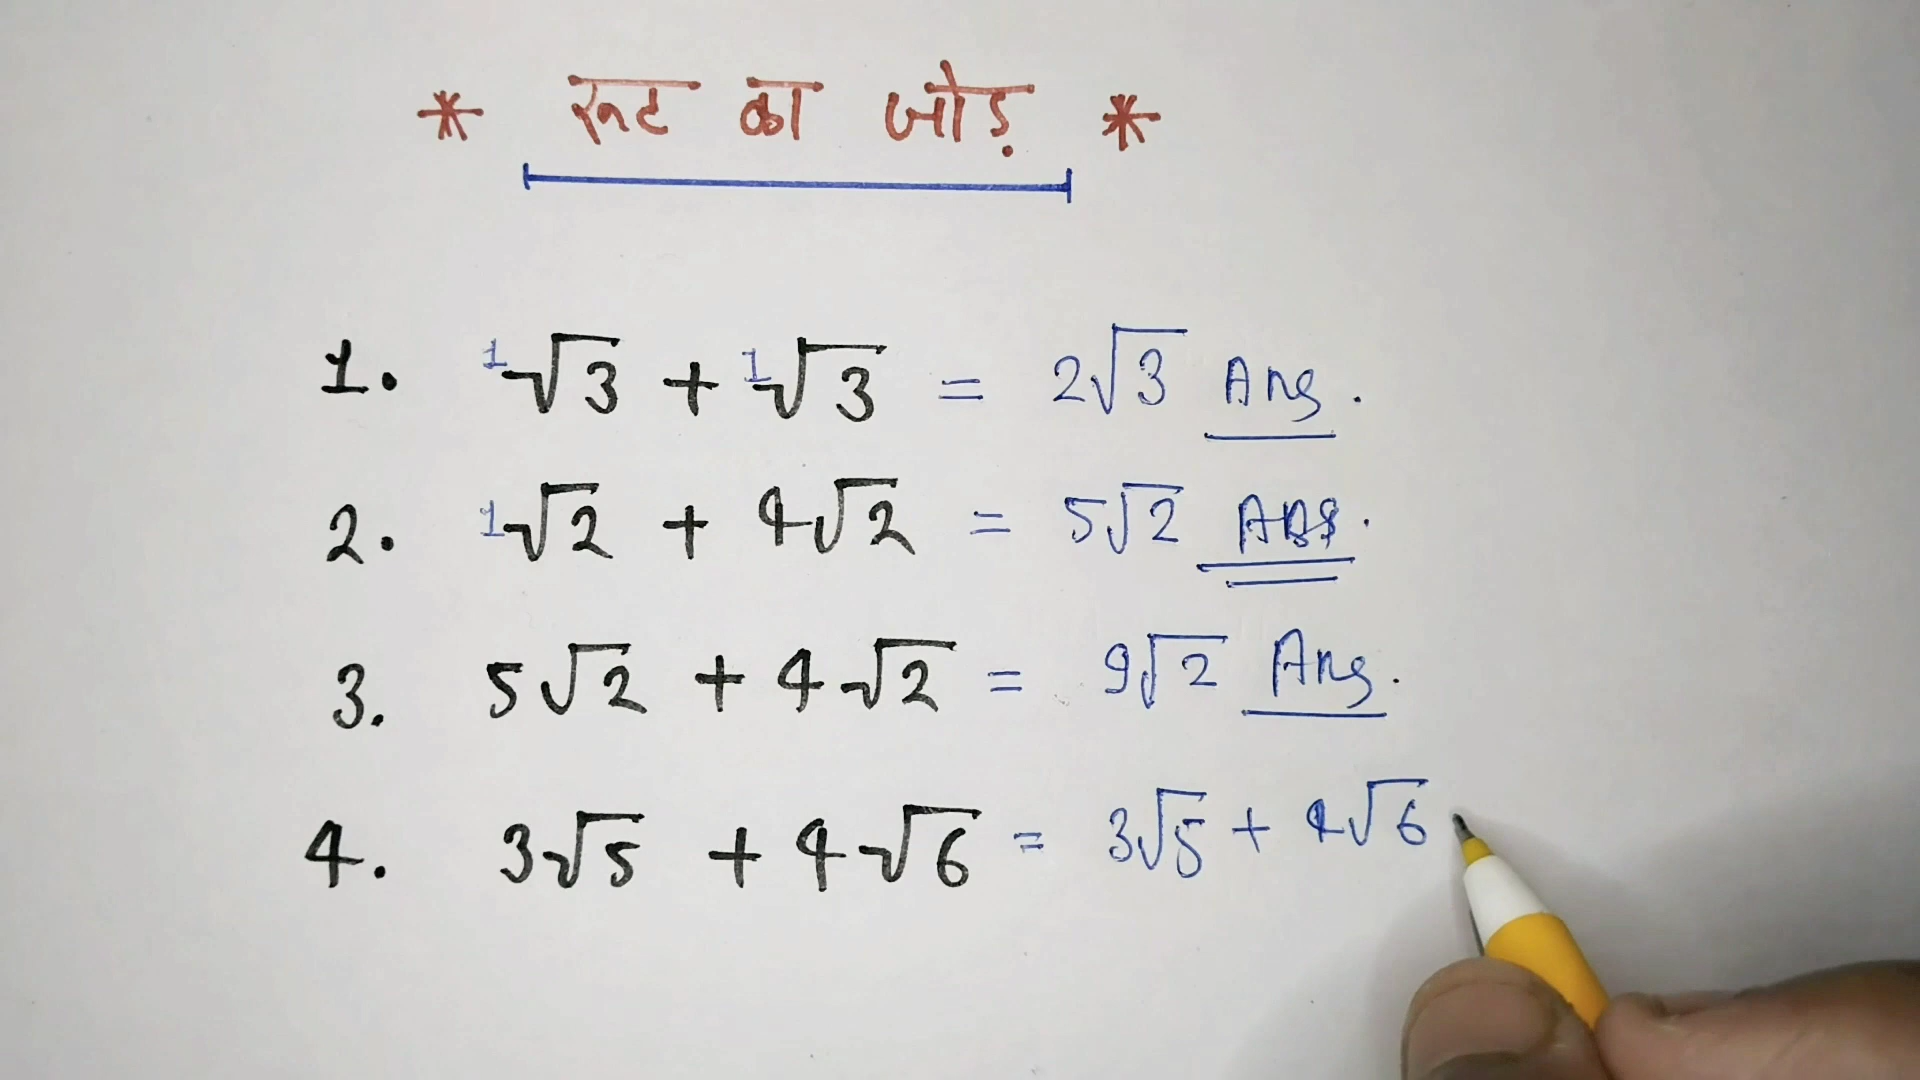 * रूट का जोड़ *
1. 1√3 + 1√3 = 2√3 Ans.
2. 1√2 + 4√2 = 5√2 Ans.
3. 5√2 + 4√2 = 9√2 Ans.
4. 3√5 + 4√6 = 3√5 + 4√6